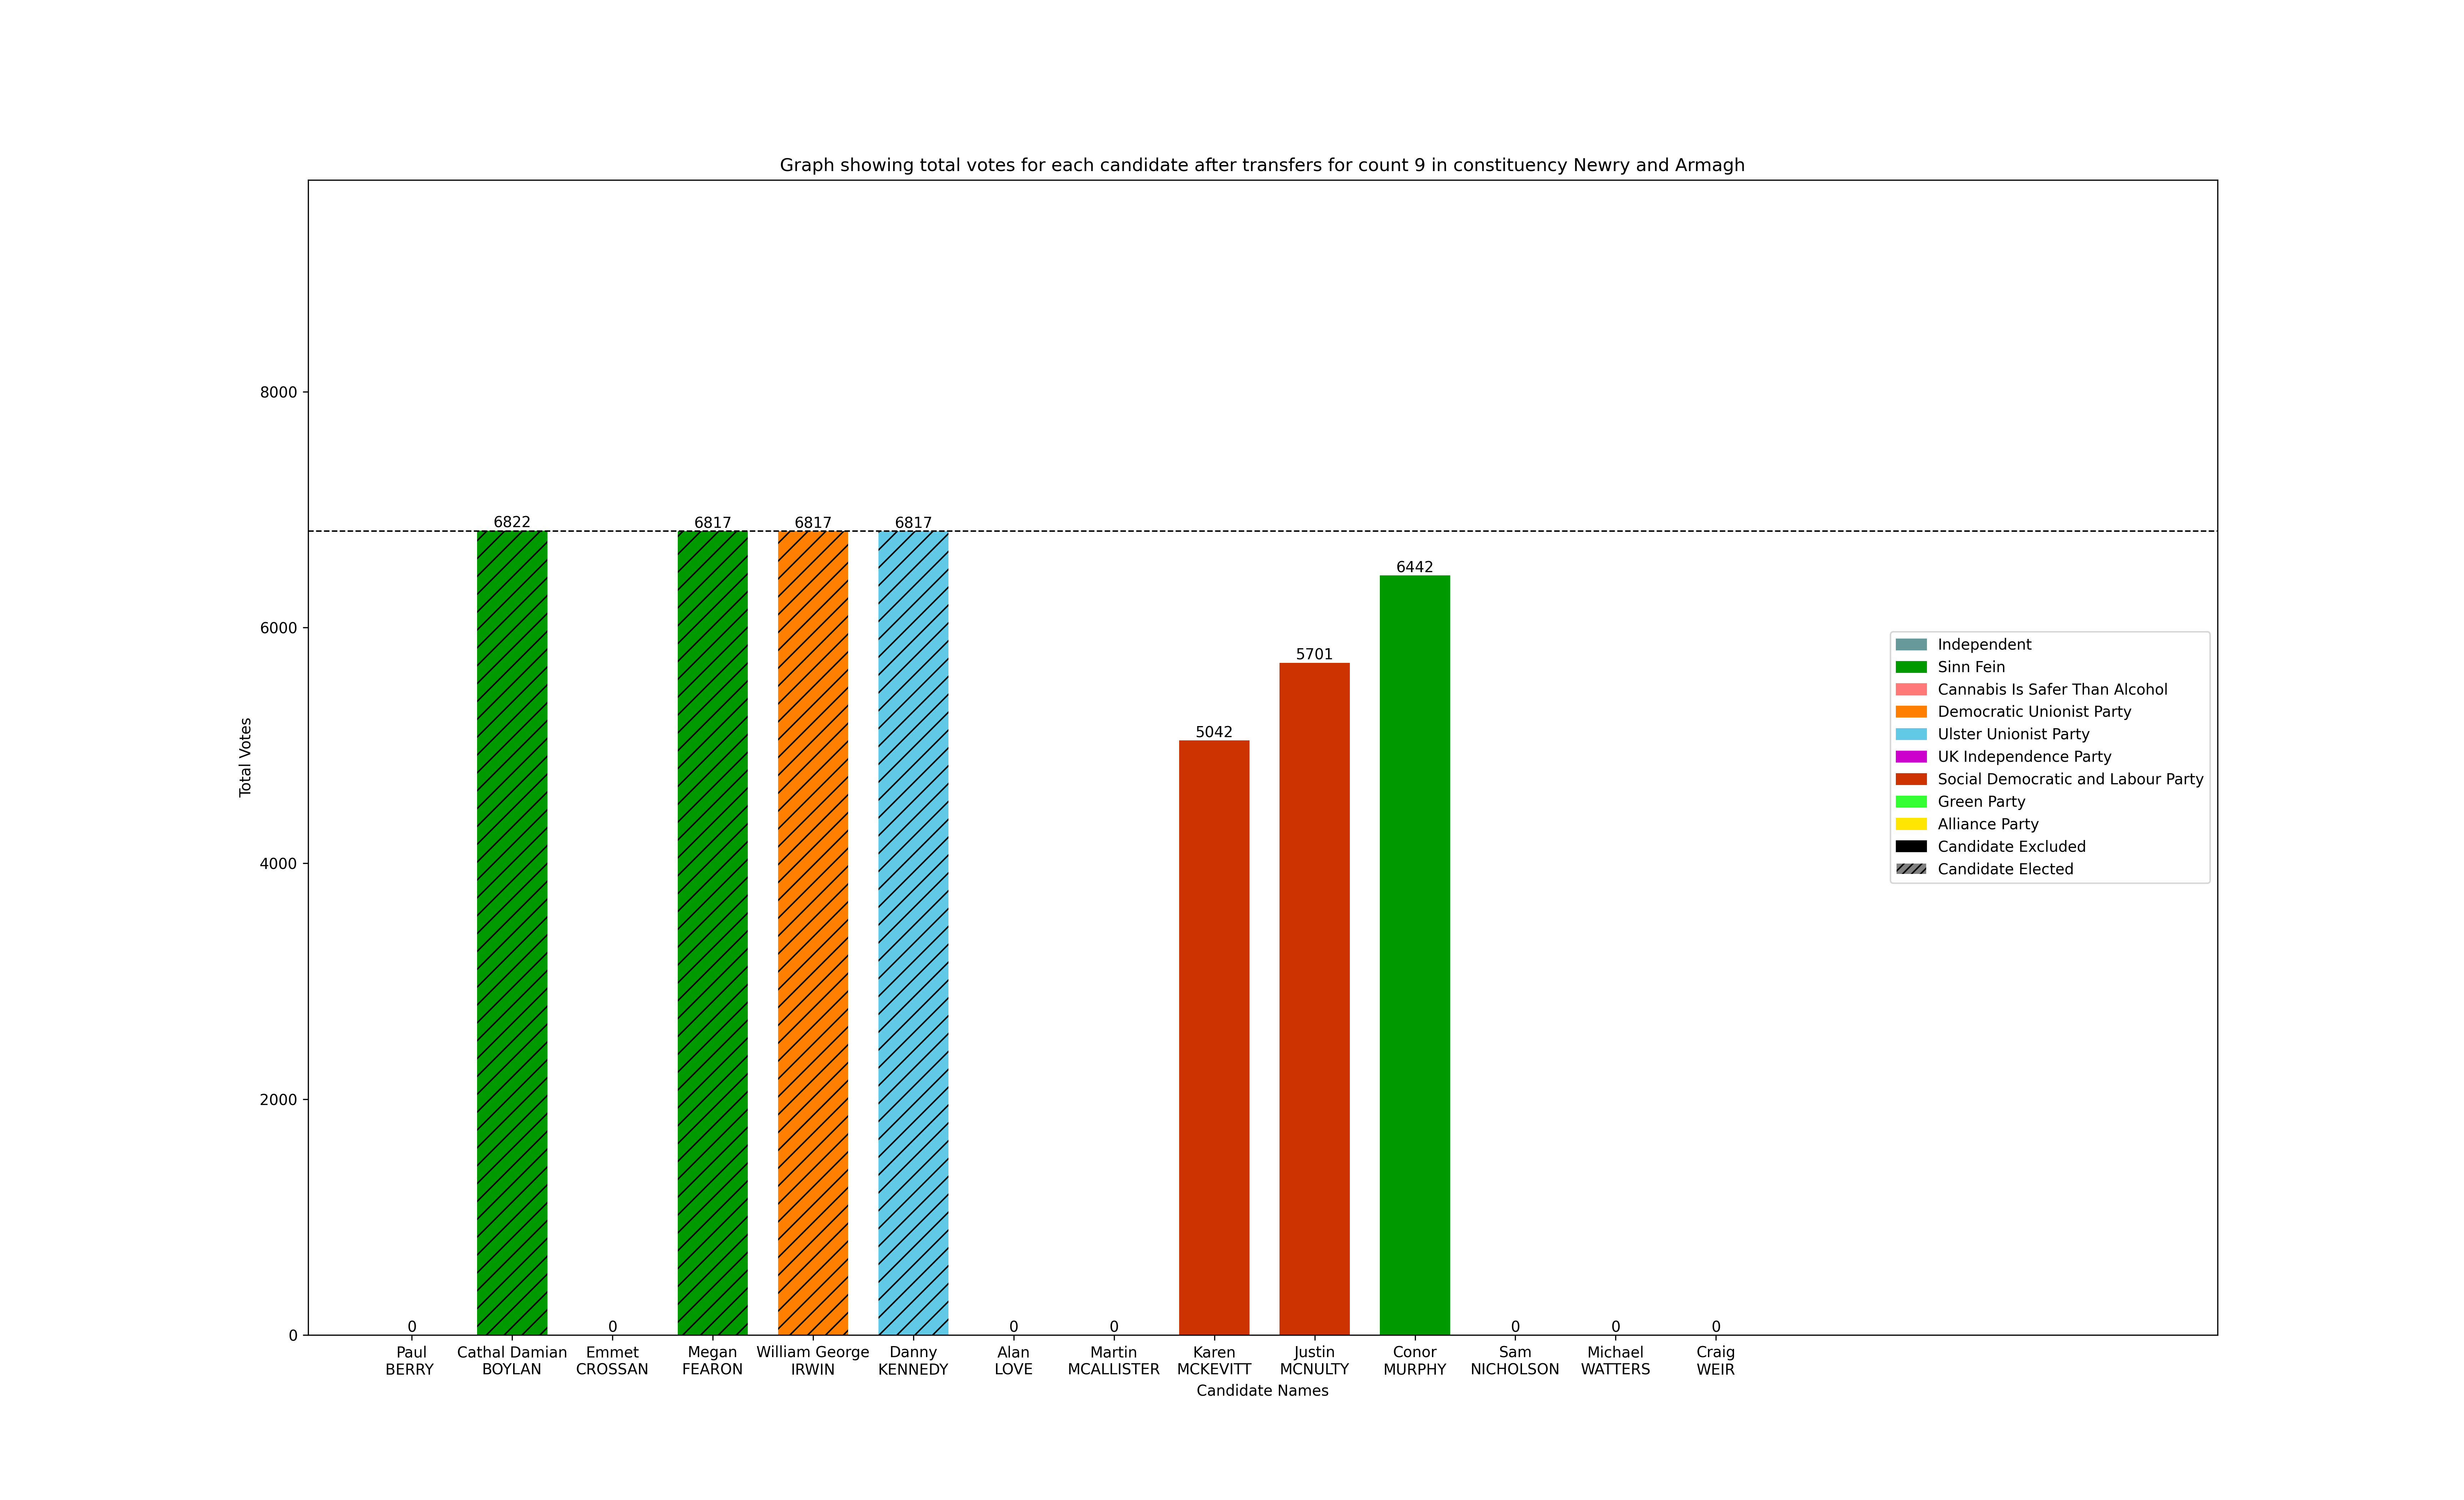 Graph showing total votes for each candidate after transfers for count 9 in constituency Newry and Armagh
Total Votes
8000
6000
4000
2000
0
0
6822
0
6817
6817
6817
0
0
5042
5701
6442
0
0
0
Paul
BERRY
Cathal Damian
BOYLAN
Emmet
CROSSAN
Megan
FEARON
William George
IRWIN
Danny
KENNEDY
Alan
LOVE
Martin
MCALLISTER
Karen
MCKEVITT
Justin
MCNULTY
Conor
MURPHY
Sam
NICHOLSON
Michael
WATTERS
Craig
WEIR
Candidate Names
Independent
Sinn Fein
Cannabis Is Safer Than Alcohol
Democratic Unionist Party
Ulster Unionist Party
UK Independence Party
Social Democratic and Labour Party
Green Party
Alliance Party
Candidate Excluded
Candidate Elected